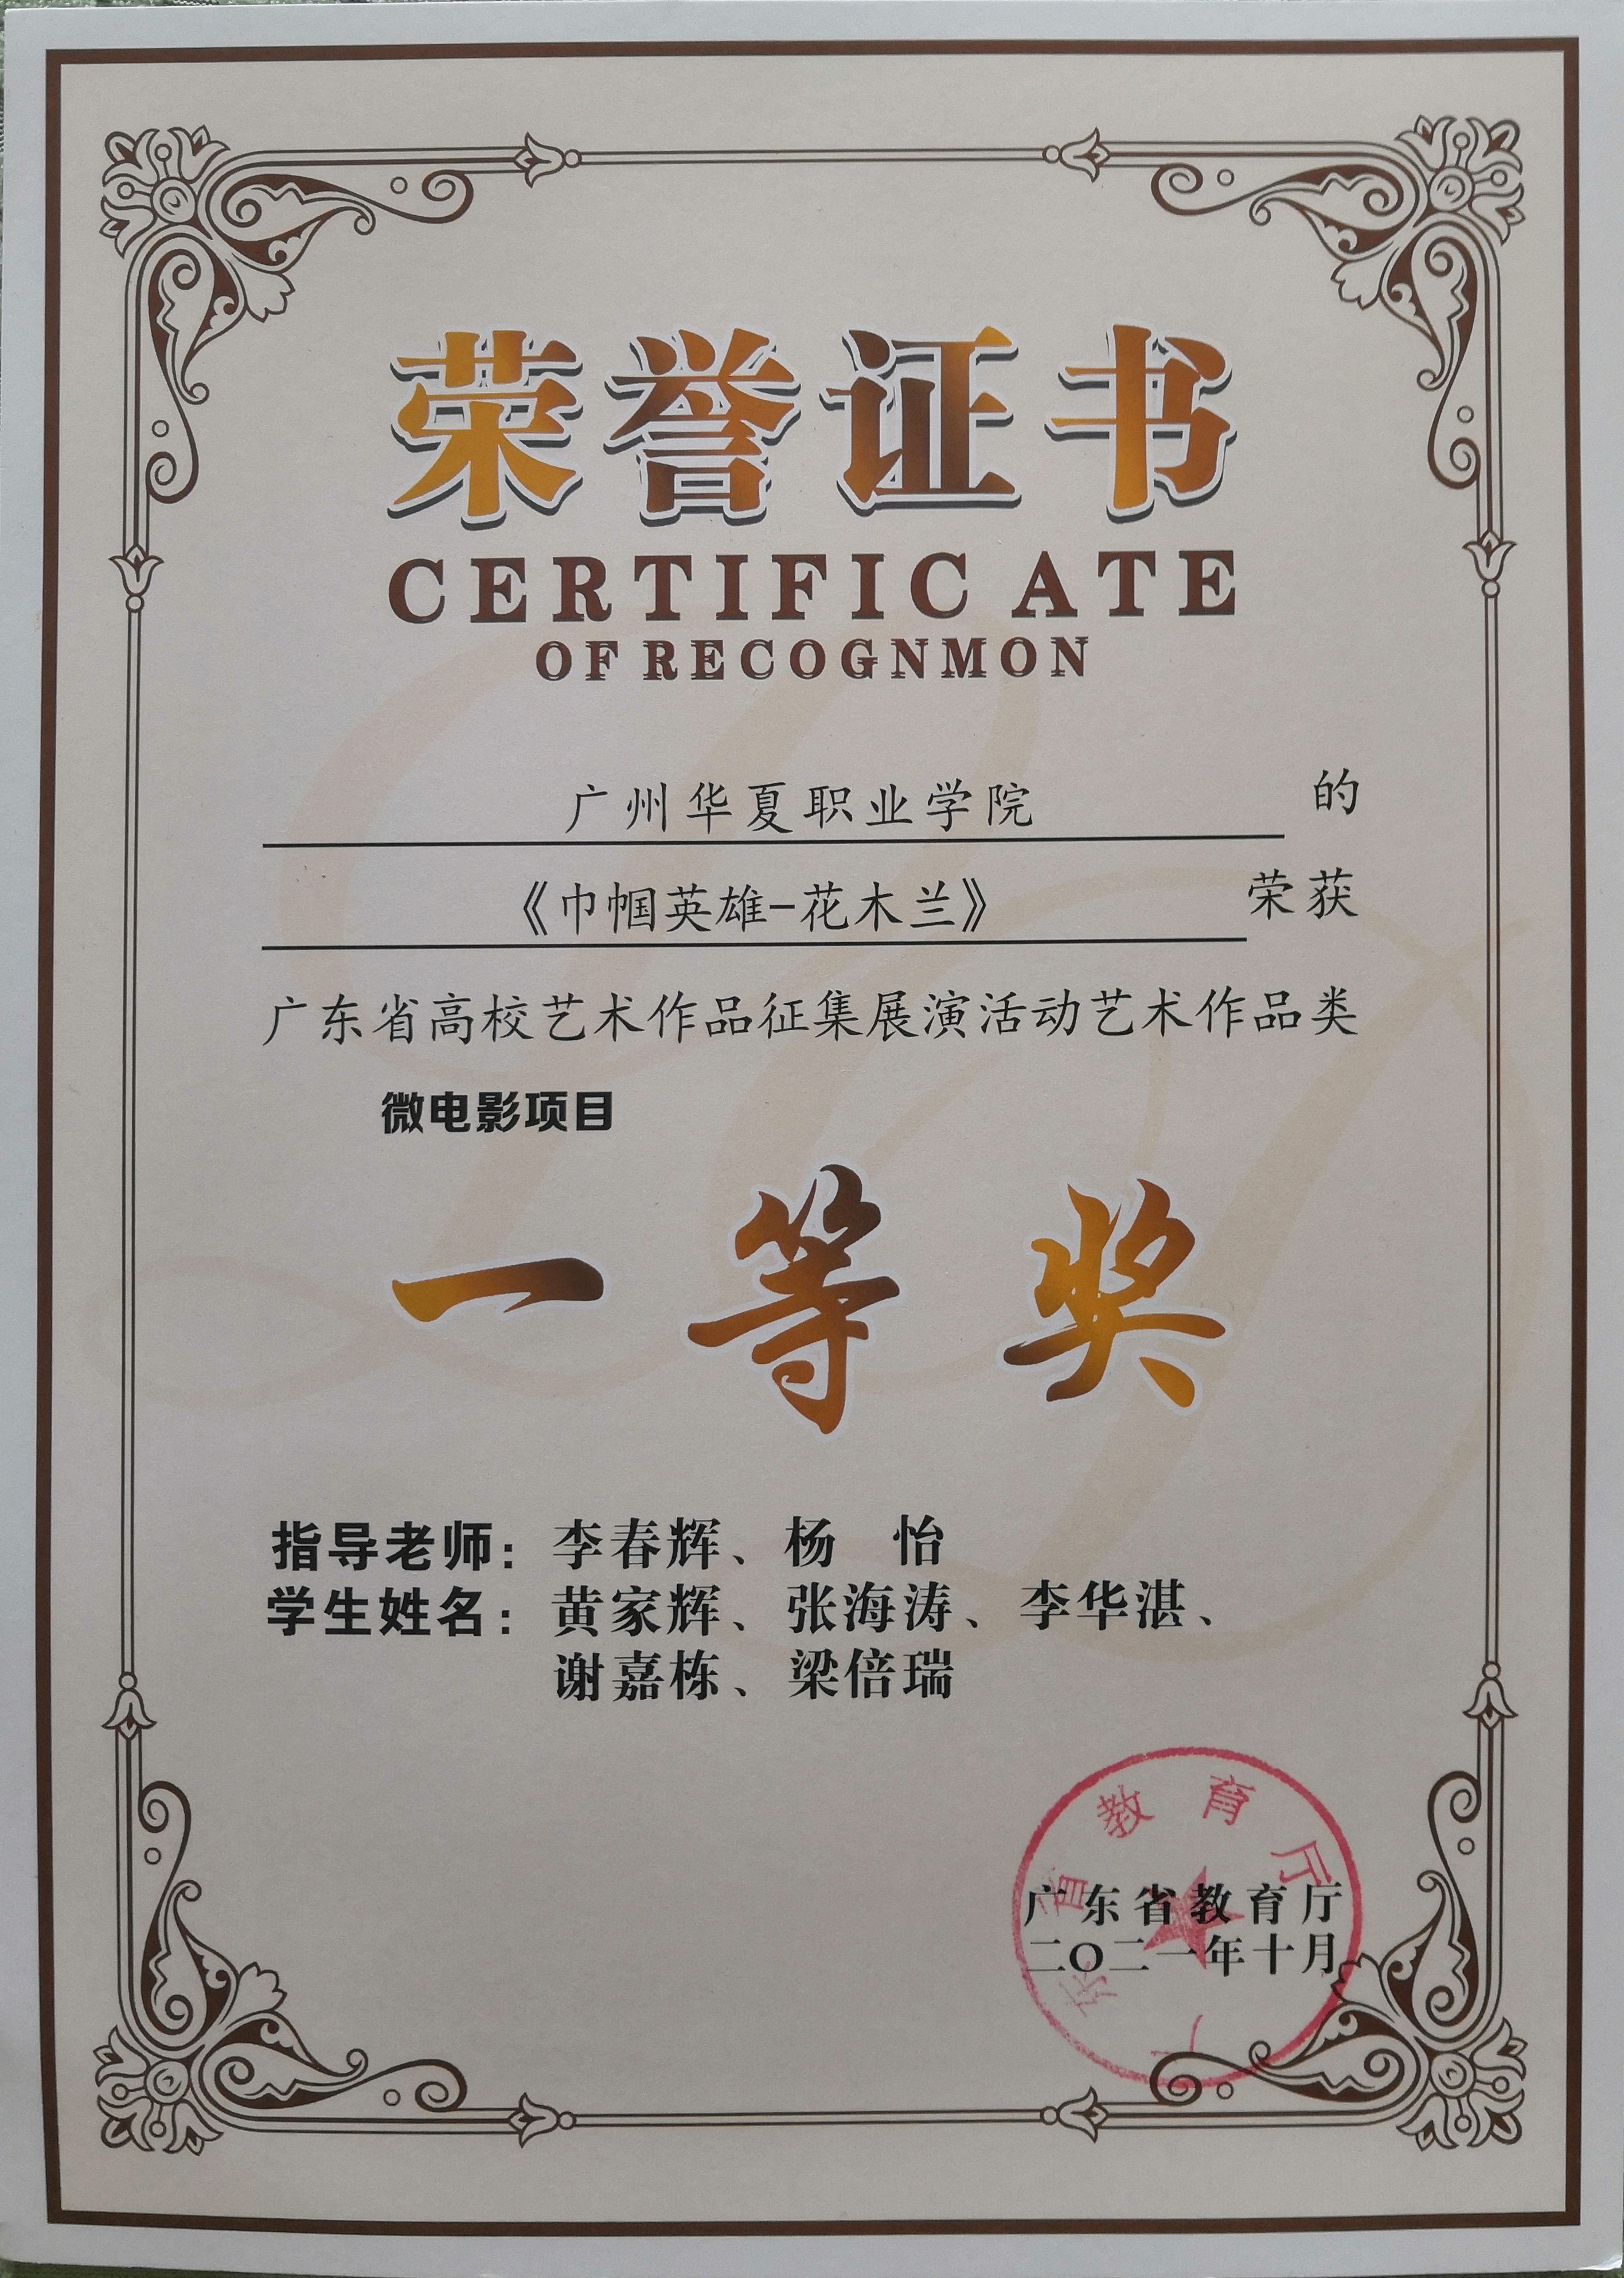 荣誉证书
CERTIFICATE
OF RECOGNMON
广州华夏职业学院 的
《巾帼英雄-花木兰》 荣获
广东省高校艺术作品征集展演活动艺术作品类
微电影项目
一等奖
指导老师：李春辉、杨 怡
学生姓名：黄家辉、张海涛、李华湛、
谢嘉栋、梁倍瑞
广东省教育厅
广东省教育厅
二〇二一年十月